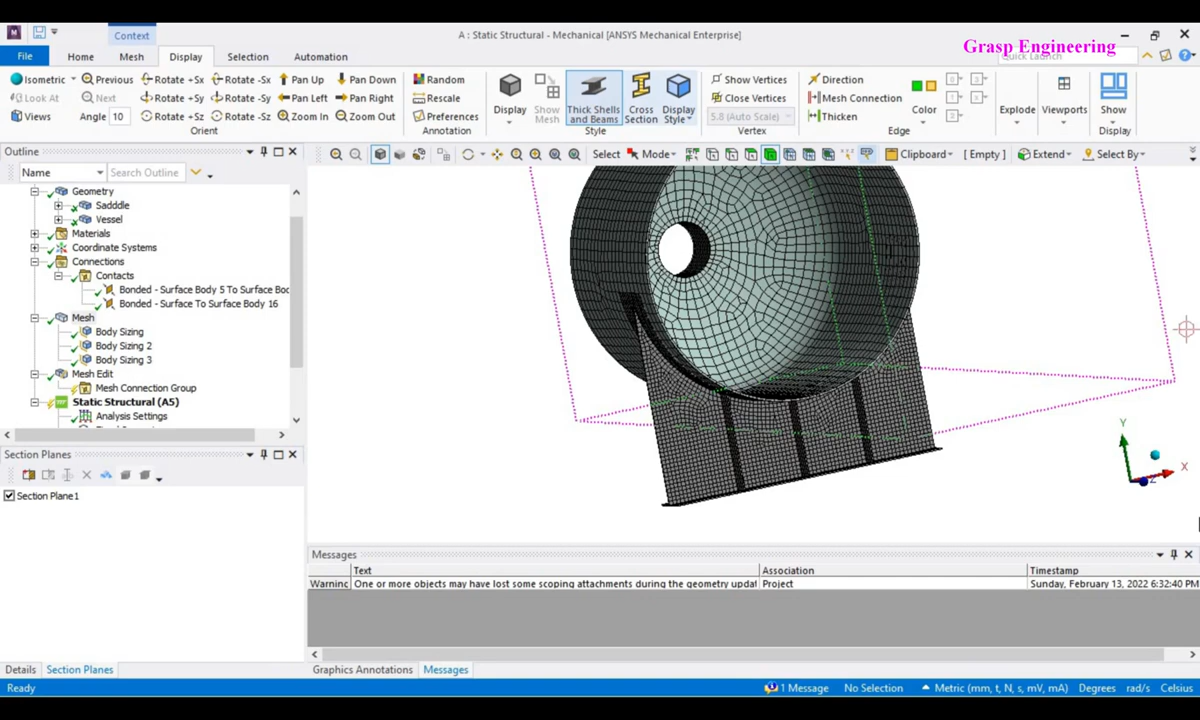 Context
A : Static Structural - Mechanical [ANSYS Mechanical Enterprise]
Grasp Engineering
File Home Mesh Display Selection Automation
Quick Launch
Isometric Previous Rotate +Sx Rotate -Sx Pan Up Pan Down Random
Look At Next Rotate +Sy Rotate -Sy Pan Left Pan Right Rescale
Views Angle 10 Rotate +Sz Rotate -Sz Zoom In Zoom Out Preferences
Orient Annotation
Display Show Mesh Thick Shells and Beams Cross Section Display Style
Style
Show Vertices
Close Vertices
5.8 (Auto Scale)
Vertex
Direction
Mesh Connection
Thicken
Color
Edge
Explode Viewports Show
Display
Outline
Name Search Outline
Select Mode Clipboard [ Empty ] Extend Select By
Geometry
Sadddle
Vessel
Materials
Coordinate Systems
Connections
Contacts
Bonded - Surface Body 5 To Surface Boc
Bonded - Surface To Surface Body 16
Mesh
Body Sizing
Body Sizing 2
Body Sizing 3
Mesh Edit
Mesh Connection Group
Static Structural (A5)
Analysis Settings
Section Planes
Section Plane1
Y
X
Z
Messages
Text Association Timestamp
Warninc One or more objects may have lost some scoping attachments during the geometry updat Project Sunday, February 13, 2022 6:32:40 PM
Details Section Planes
Graphics Annotations Messages
Ready 1 Message No Selection Metric (mm, t, N, s, mV, mA) Degrees rad/s Celsius